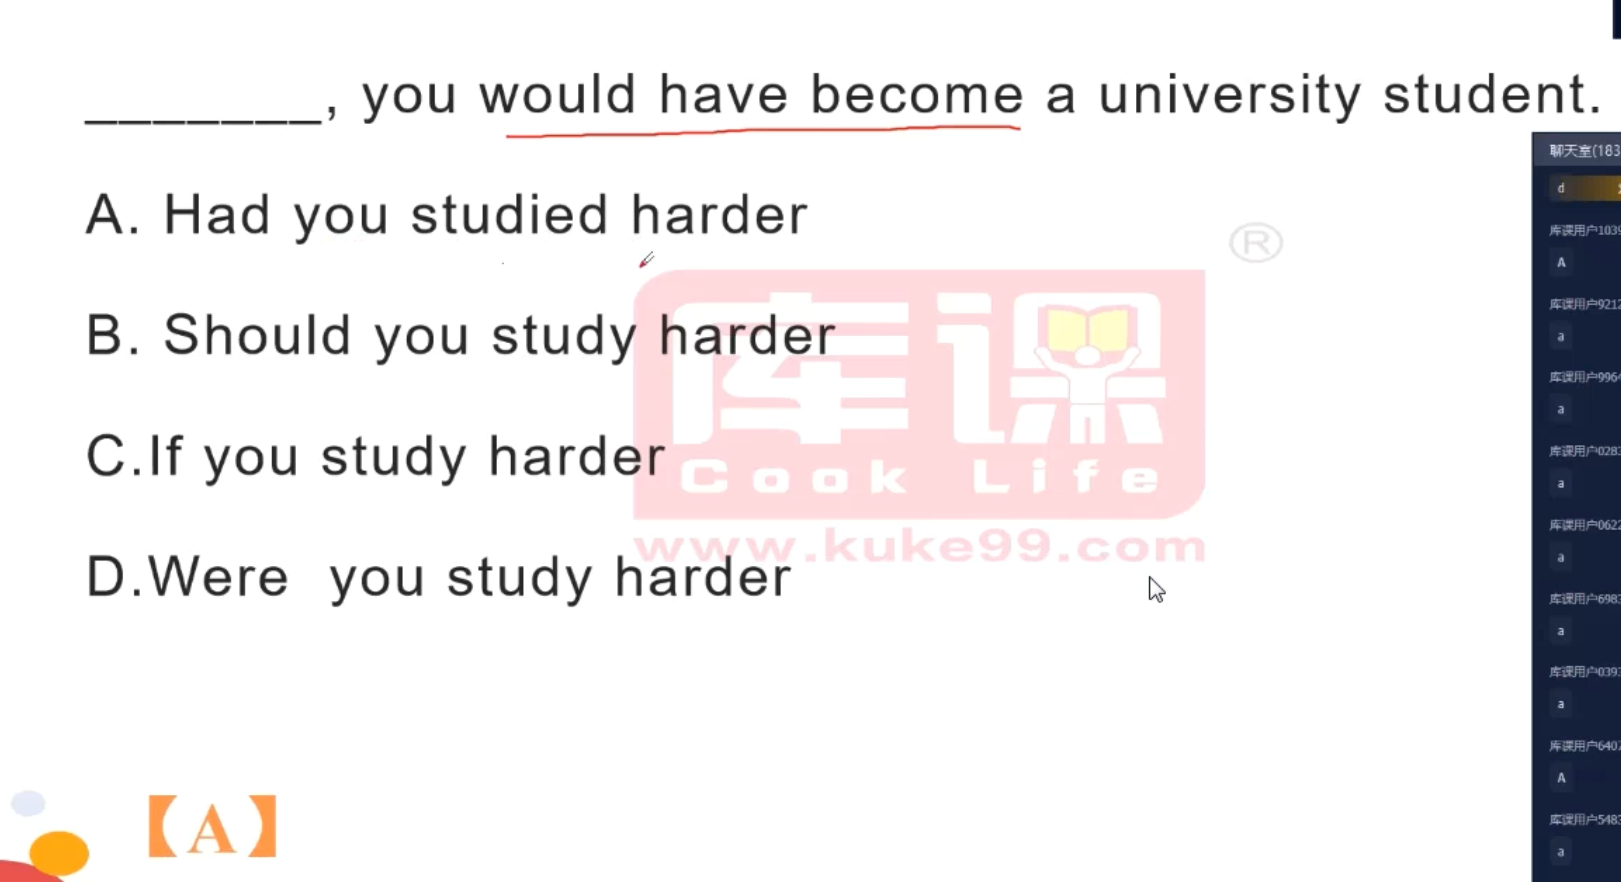 _______, you would have become a university student.
A. Had you studied harder
B. Should you study harder
C.If you study harder
D.Were you study harder
【A】
®
库课
Cook Life
www.kuke99.com
聊天室(183
d
库课用户1039
A
库课用户9212
a
库课用户996
a
库课用户0283
a
库课用户0622
a
库课用户6983
a
库课用户0393
a
库课用户6407
A
库课用户5483
a